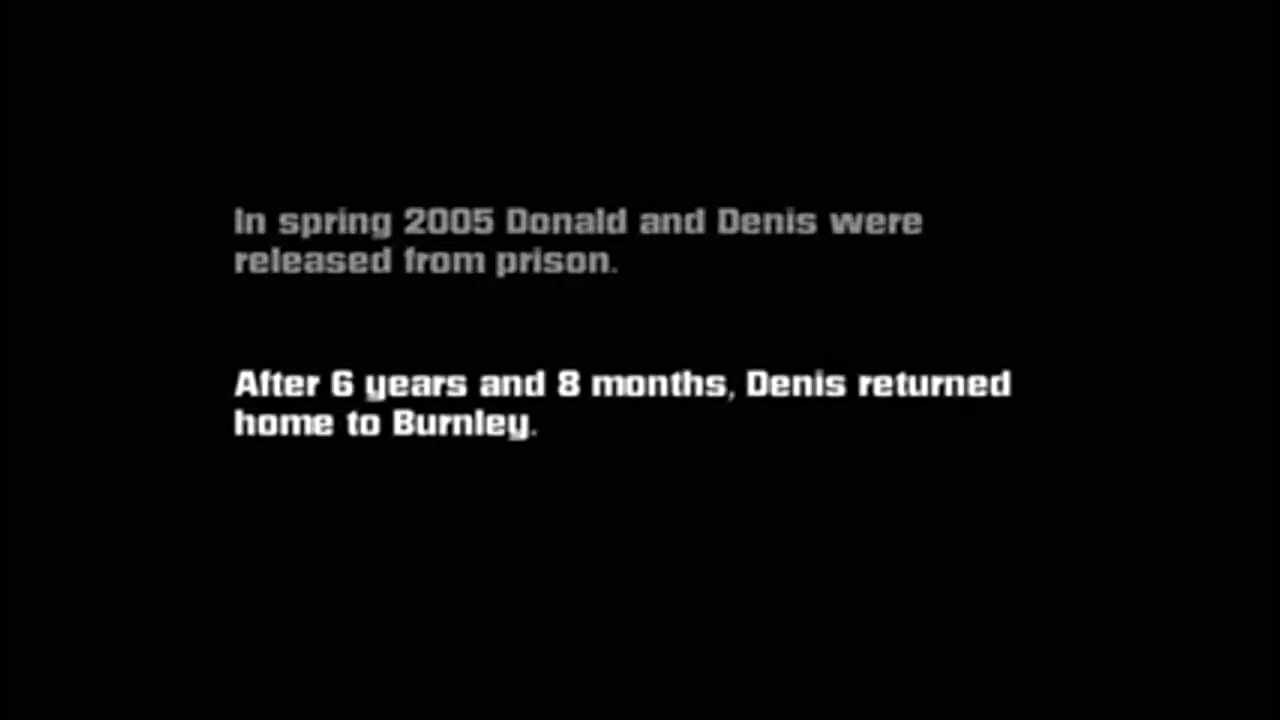 In spring 2005 Donald and Denis were
released from prison.
After 6 years and 8 months, Denis returned
home to Burnley.